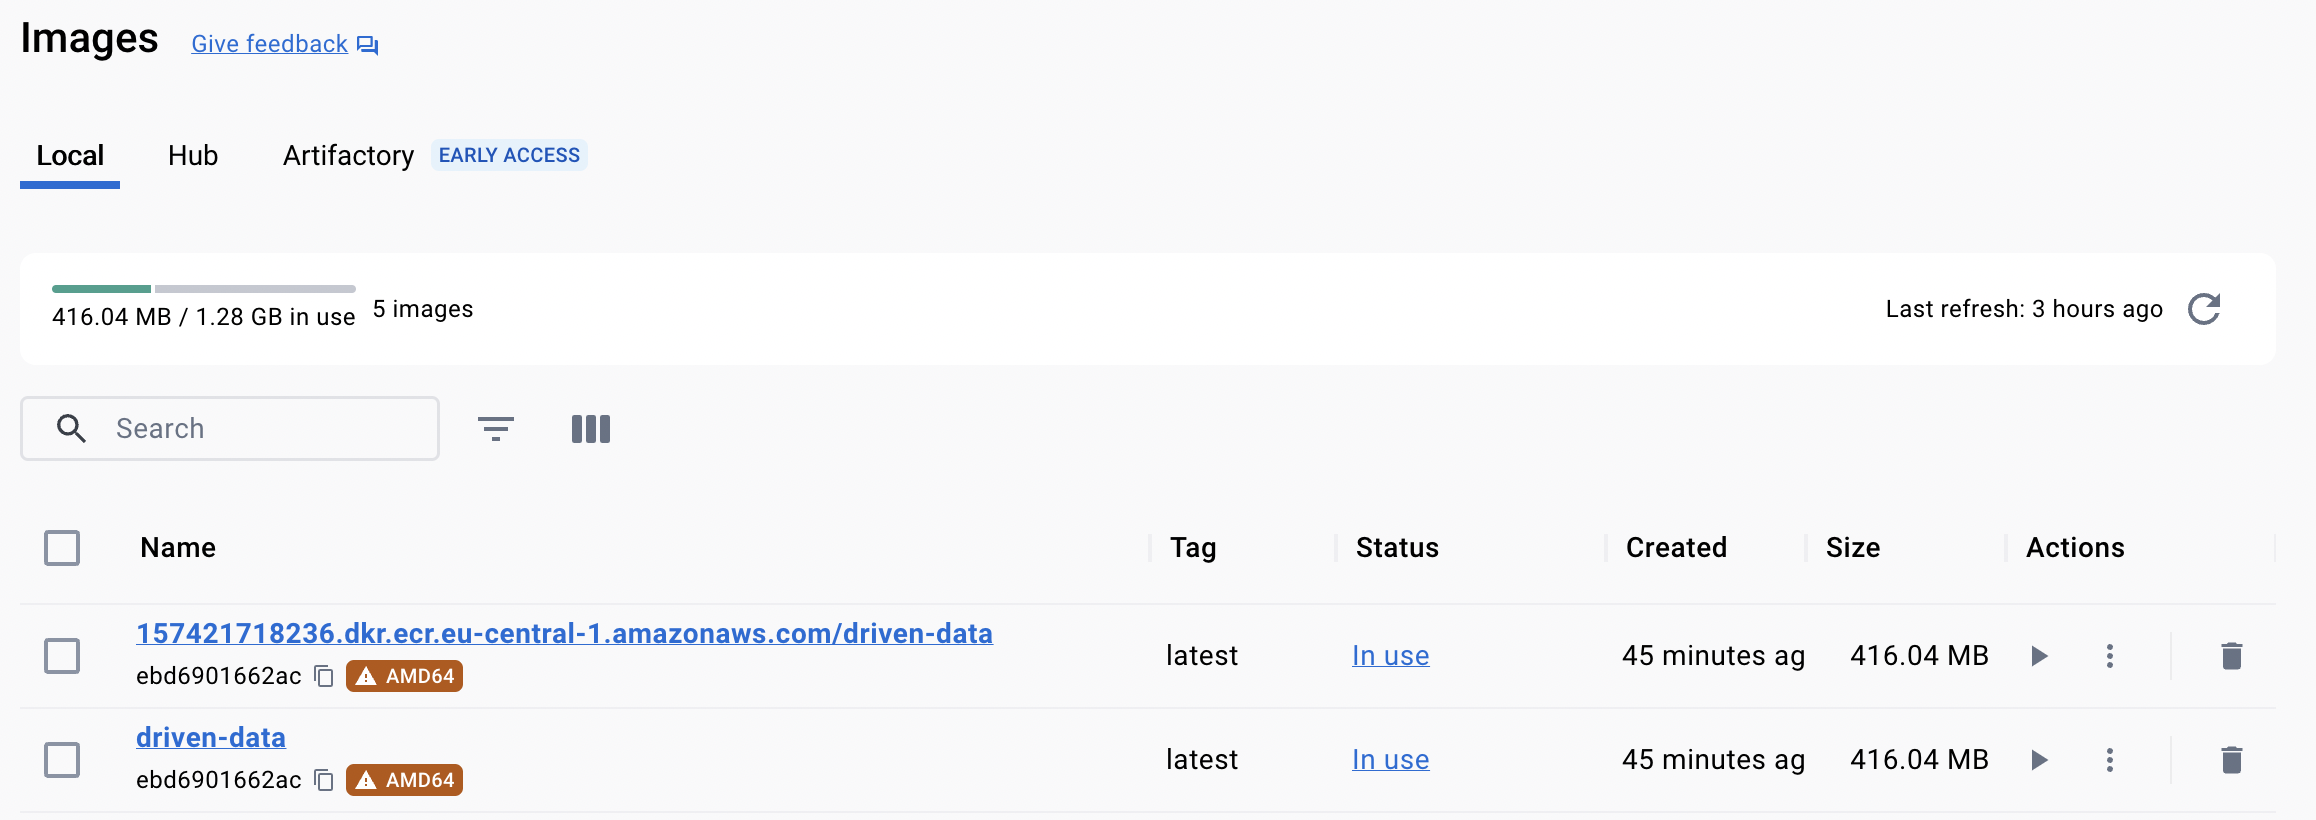 Images Give feedback
Local Hub Artifactory EARLY ACCESS
416.04 MB / 1.28 GB in use 5 images Last refresh: 3 hours ago
Search
Name Tag Status Created Size Actions
157421718236.dkr.ecr.eu-central-1.amazonaws.com/driven-data
ebd6901662ac AMD64 latest In use 45 minutes ag 416.04 MB
driven-data
ebd6901662ac AMD64 latest In use 45 minutes ag 416.04 MB